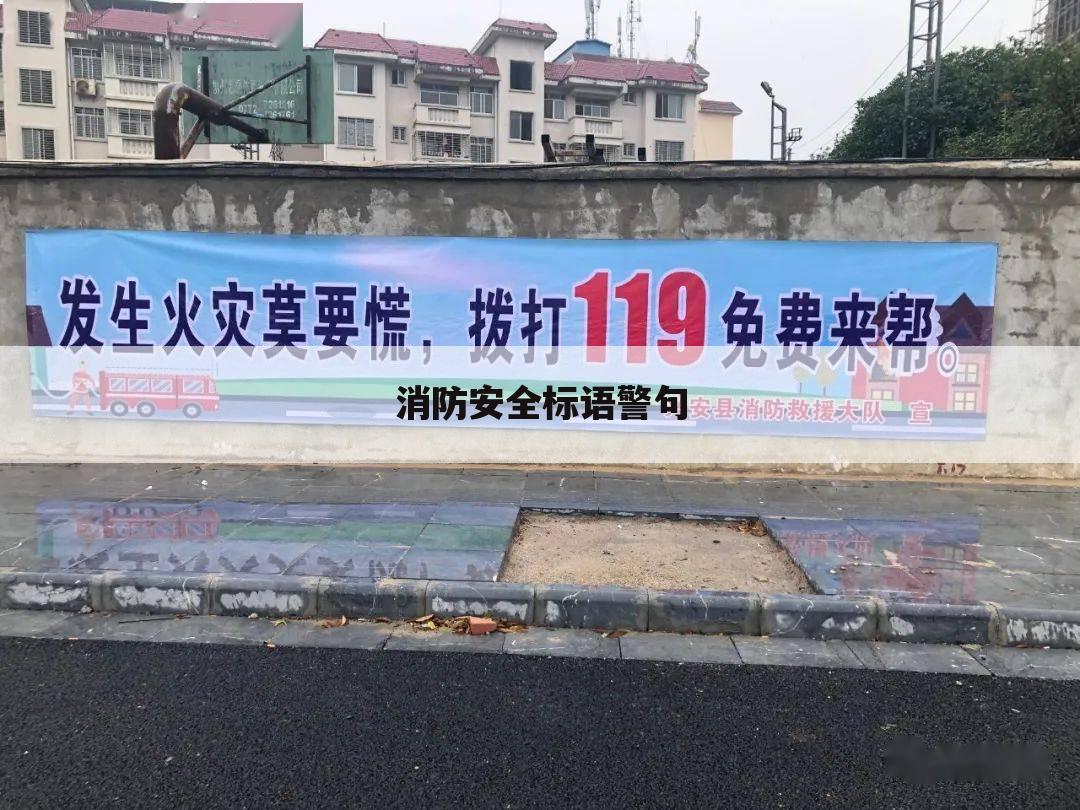 发生火灾莫要慌，拨打119免费来帮。
消防安全标语警句
安县消防救援大队 宣